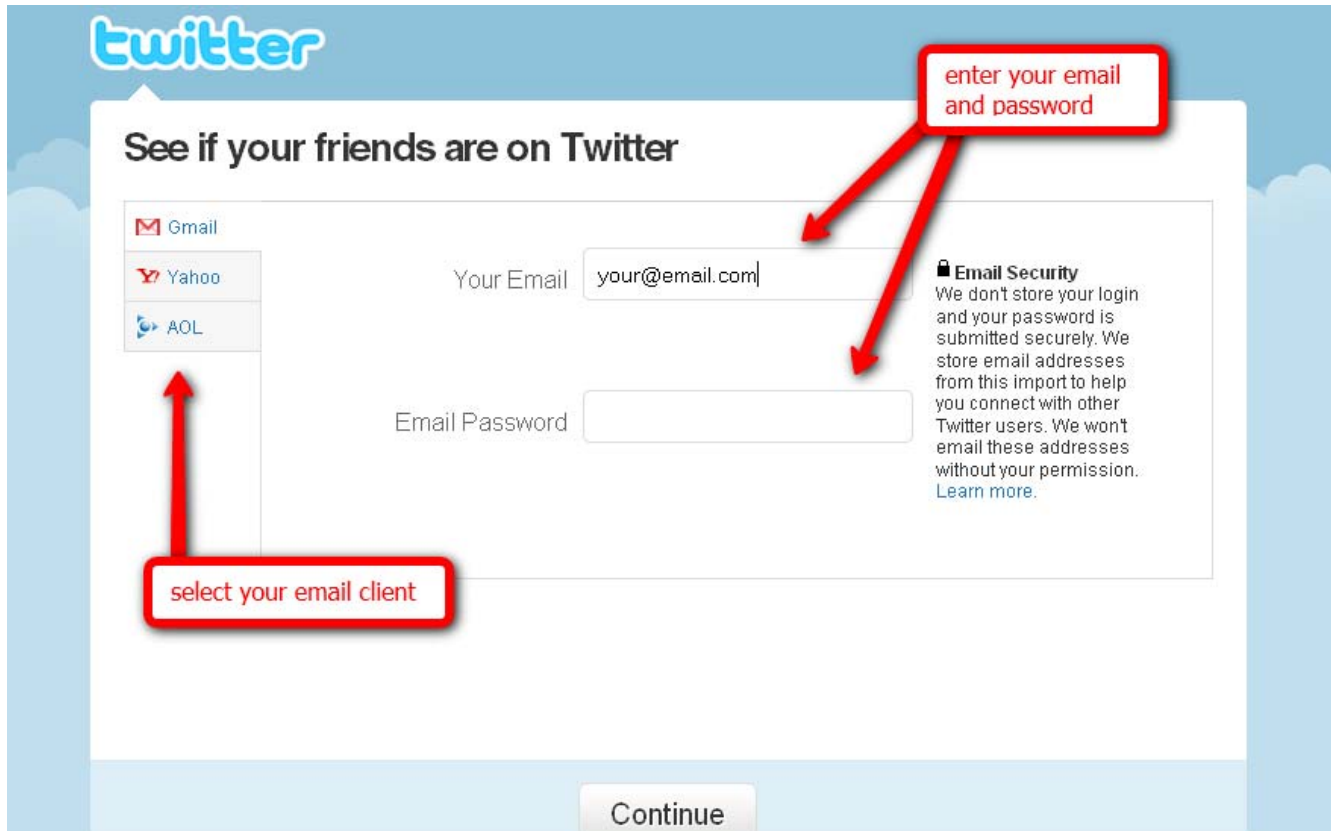 twitter
enter your email
and password
See if your friends are on Twitter
Gmail
Yahoo
AOL
Your Email
your@email.com
Email Password
Email Security
We don't store your login
and your password is
submitted securely. We
store email addresses
from this import to help
you connect with other
Twitter users. We won't
email these addresses
without your permission.
Learn more.
select your email client
Continue